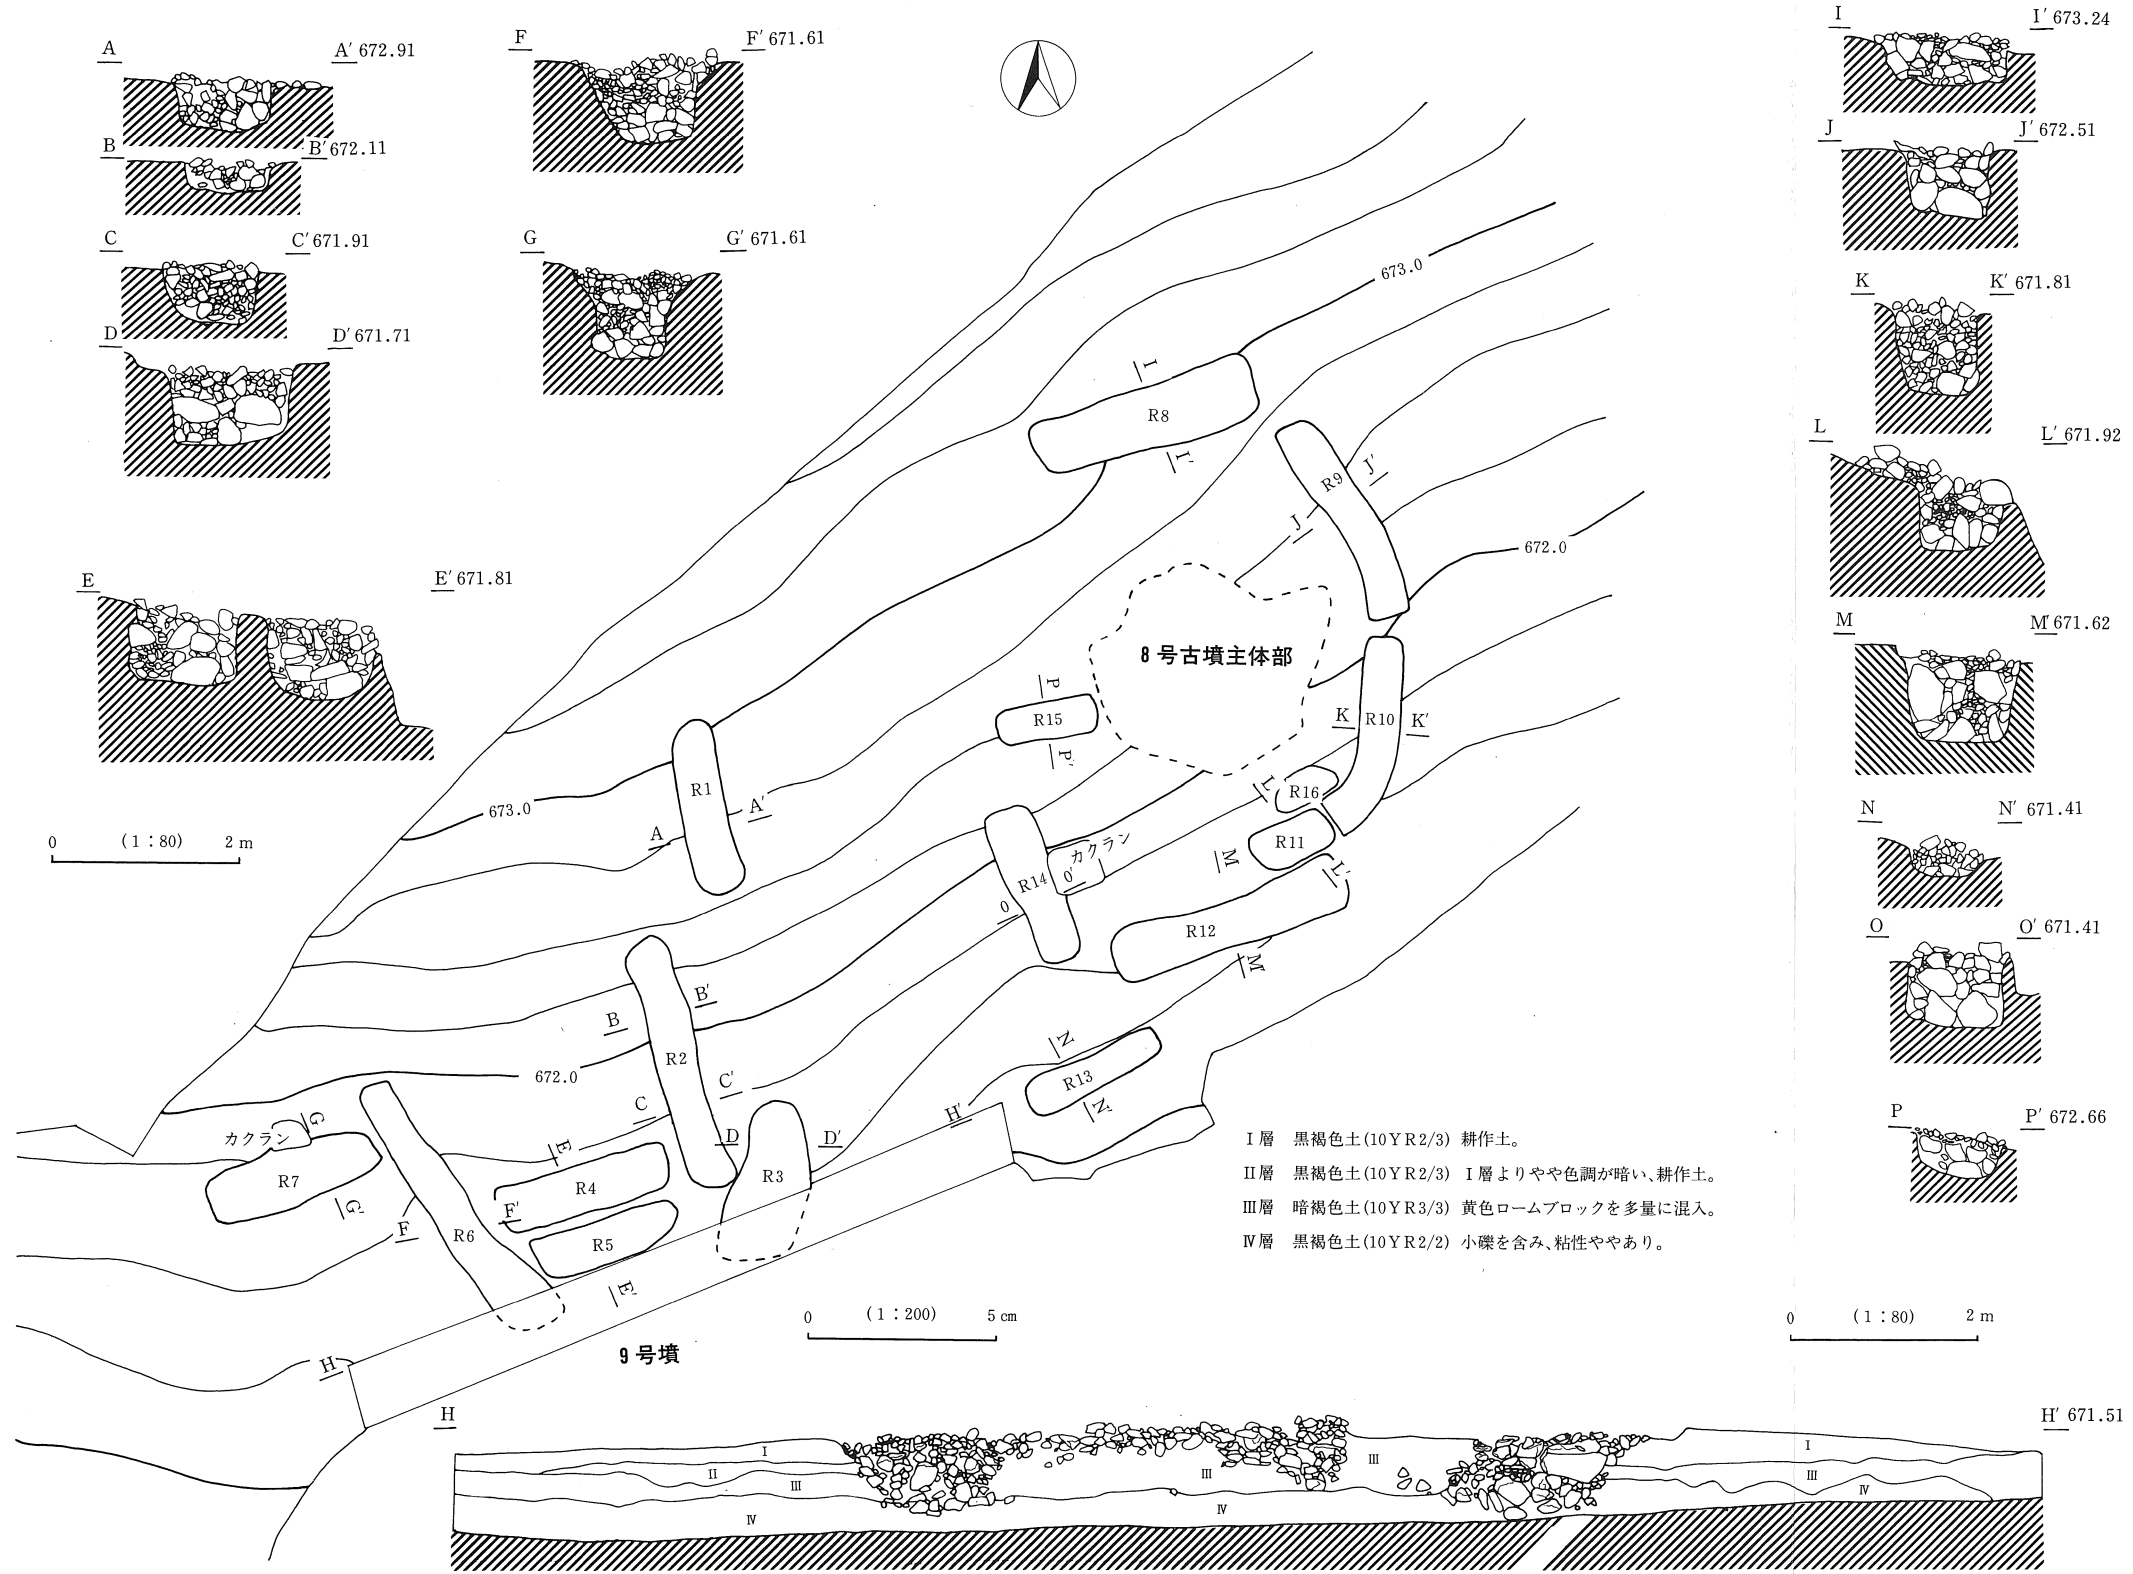 A
A′ 672.91
B
B′ 672.11
C
C′ 671.91
D
D′ 671.71
E
E′ 671.81
F
F′ 671.61
G
G′ 671.61
I
I′ 673.24
J
J′ 672.51
K
K′ 671.81
L
L′ 671.92
M
M′ 671.62
N
N′ 671.41
O
O′ 671.41
P
P′ 672.66
0 (1：80) 2 m
673.0
I
R8
I′
R9
J′
J
672.0
8号古墳主体部
P
R15
P′
K
R10
K′
L
R16
R11
M
L′
R12
M′
カクラン
R14
O′
O
R1
A′
A
673.0
B′
B
R2
672.0
C′
C
D
D′
R3
N
R13
N′
H′
カクラン
G
R7
G′
E
R4
F′
F
R6
R5
E′
H
9号墳
Ⅰ層 黒褐色土(10YR2/3) 耕作土。
Ⅱ層 黒褐色土(10YR2/3) Ⅰ層よりやや色調が暗い、耕作土。
Ⅲ層 暗褐色土(10YR3/3) 黄色ロームブロックを多量に混入。
Ⅳ層 黒褐色土(10YR2/2) 小礫を含み、粘性ややあり。
0 (1：200) 5㎝
0 (1：80) 2 m
H
H′ 671.51
Ⅰ
Ⅱ
Ⅲ
Ⅳ
Ⅲ
Ⅳ
Ⅲ
Ⅰ
Ⅲ
Ⅳ